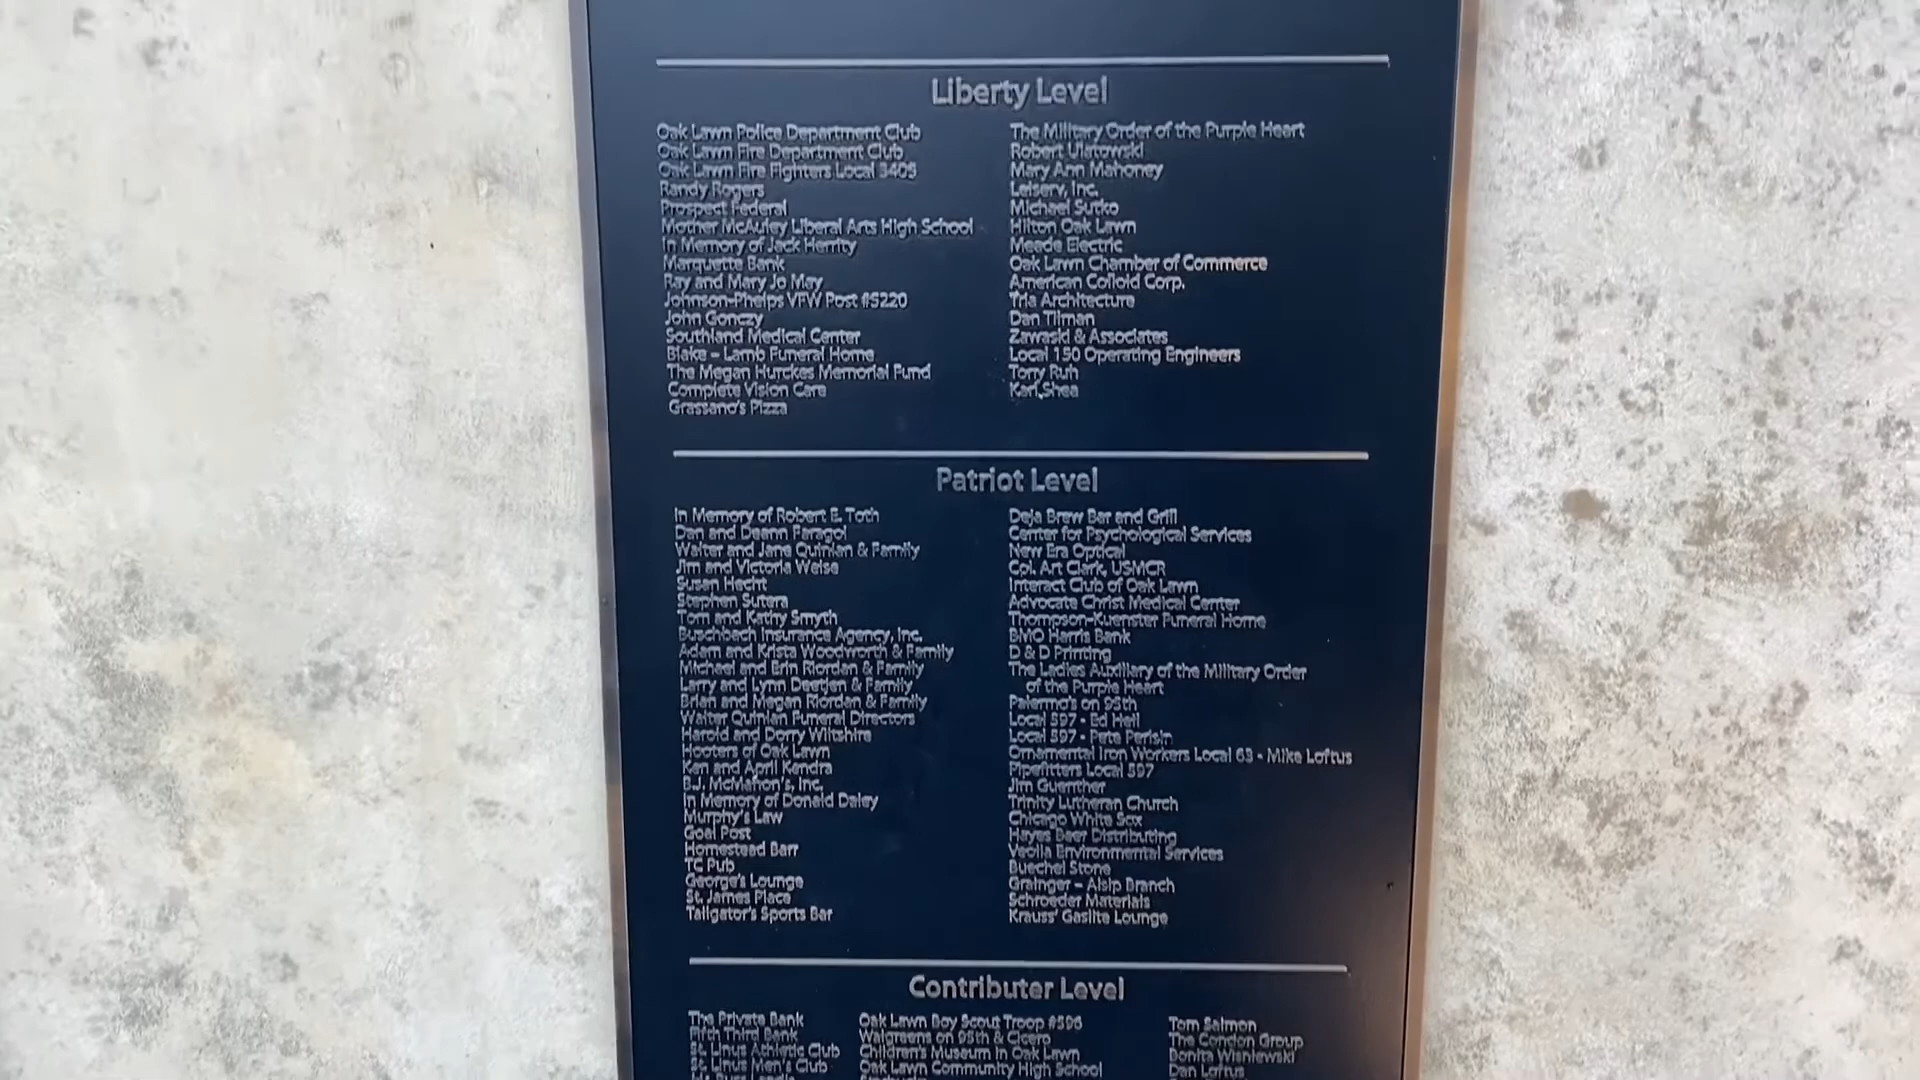 Liberty Level
Oak Lawn Police Department Club
Oak Lawn Fire Department Club
Oak Lawn Fire Fighters Local 3405
Randy Rogers
Prospect Federal
Mother McAuley Liberal Arts High School
In Memory of Jack Herrity
Marquette Bank
Ray and Mary Jo May
Johnson-Phelps VFW Post #5220
John Gonczy
Southland Medical Center
Blake – Lamb Funeral Home
The Megan Hurckes Memorial Fund
Complete Vision Care
Grassano's Pizza
The Military Order of the Purple Heart
Robert Ulatowski
Mary Ann Mahoney
Leiserv, Inc.
Michael Sutko
Hilton Oak Lawn
Meade Electric
Oak Lawn Chamber of Commerce
American Colloid Corp.
Tria Architecture
Dan Tilman
Zawaski & Associates
Local 150 Operating Engineers
Torry Ruh
Karl Shea
Patriot Level
In Memory of Robert E. Toth
Dan and Deann Faragoi
Walter and Jane Quinlan & Family
Jim and Victoria Weise
Susan Hecht
Stephen Sutera
Tom and Kathy Smyth
Buschbach Insurance Agency, Inc.
Adam and Krista Woodworth & Family
Michael and Erin Riordan & Family
Larry and Lynn Deetjen & Family
Brian and Megan Riordan & Family
Walter Quinlan Funeral Directors
Harold and Dorry Wiltshire
Hooters of Oak Lawn
Ken and April Kendra
B.J. McMahon's, Inc.
In Memory of Donald Daley
Murphy's Law
Goal Post
Homestead Barr
TC Pub
George's Lounge
St. James Place
Tailgator's Sports Bar
Deja Brew Bar and Grill
Center for Psychological Services
New Era Optical
Cpl. Art Clark, USMCR
Interact Club of Oak Lawn
Advocate Christ Medical Center
Thompson-Kuenster Funeral Home
BMO Harris Bank
D & D Printing
The Ladies Auxiliary of the Military Order
of the Purple Heart
Palermo's on 95th
Local 597 - Ed Heil
Local 597 - Pete Perisin
Ornamental Iron Workers Local 63 - Mike Loftus
Pipefitters Local 597
Jim Guenther
Trinity Lutheran Church
Chicago White Sox
Hayes Beer Distributing
Veolia Environmental Services
Buechel Stone
Grainger – Alsip Branch
Schroeder Materials
Krauss' Gaslite Lounge
Contributer Level
The Private Bank
Fifth Third Bank
St. Linus Athletic Club
St. Linus Men's Club
Oak Lawn Boy Scout Troop #596
Walgreens on 95th & Cicero
Children's Museum in Oak Lawn
Oak Lawn Community High School
Tom Salmon
The Condon Group
Donita Wisniewski
Dan Loftus